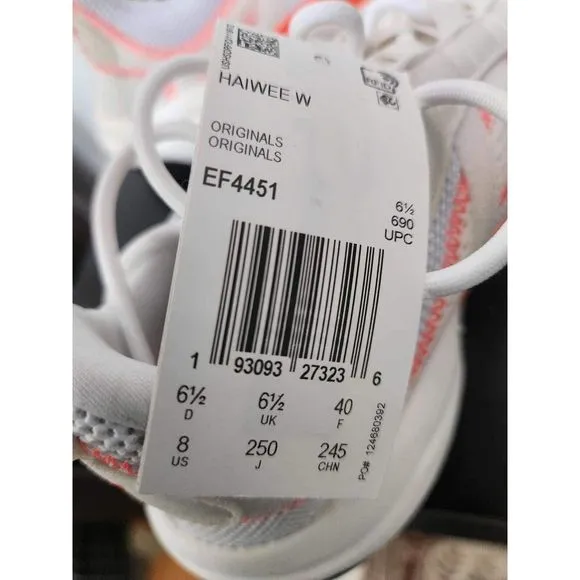 HAIWEE W
RFID
ORIGINALS
ORIGINALS
EF4451
6½
690
UPC
1 93093 27323 6
6½ 6½ 40
D UK F
8 250 245
US J CHN
PO# 124680392